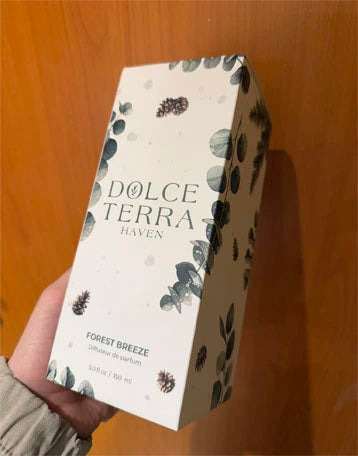 DOLCE
TERRA
HAVEN
FOREST BREEZE
Diffuseur de parfum
5.0 fl oz / 150 ml